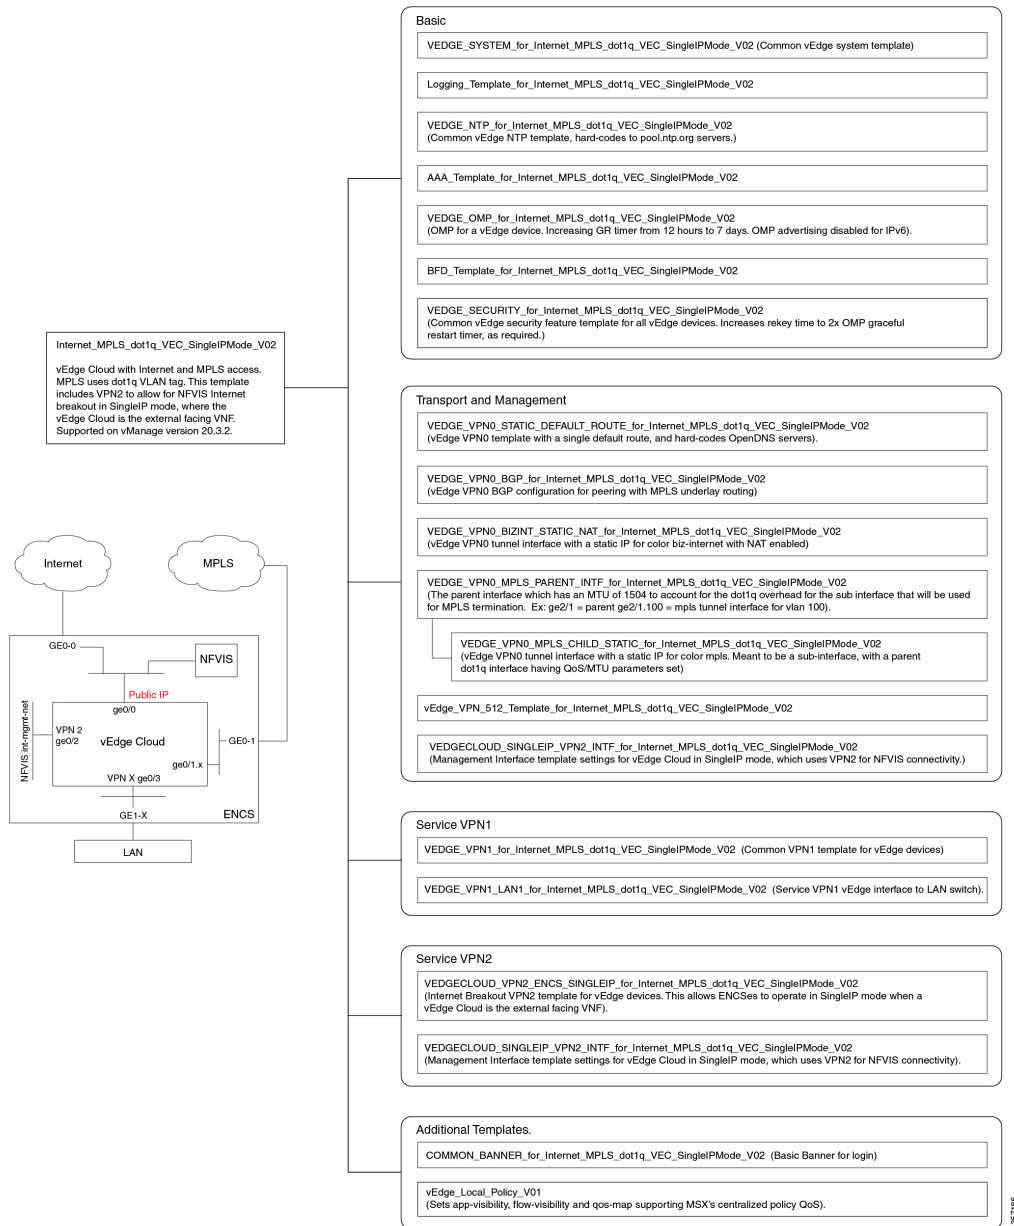 Internet_MPLS_dot1q_VEC_SingleIPMode_V02
vEdge Cloud with Internet and MPLS access.
MPLS uses dot1q VLAN tag. This template
includes VPN2 to allow for NFVIS Internet
breakout in SingleIP mode, where the
vEdge Cloud is the external facing VNF.
Supported on vManage version 20.3.2.
Internet
MPLS
GE0-0
NFVIS
Public IP
ge0/0
NFVIS int-mgmt-net
VPN 2
ge0/2
vEdge Cloud
GE0-1
ge0/1.x
VPN X ge0/3
GE1-X
ENCS
LAN
Basic
VEDGE_SYSTEM_for_Internet_MPLS_dot1q_VEC_SingleIPMode_V02 (Common vEdge system template)
Logging_Template_for_Internet_MPLS_dot1q_VEC_SingleIPMode_V02
VEDGE_NTP_for_Internet_MPLS_dot1q_VEC_SingleIPMode_V02
(Common vEdge NTP template, hard-codes to pool.ntp.org servers.)
AAA_Template_for_Internet_MPLS_dot1q_VEC_SingleIPMode_V02
VEDGE_OMP_for_Internet_MPLS_dot1q_VEC_SingleIPMode_V02
(OMP for a vEdge device. Increasing GR timer from 12 hours to 7 days. OMP advertising disabled for IPv6).
BFD_Template_for_Internet_MPLS_dot1q_VEC_SingleIPMode_V02
VEDGE_SECURITY_for_Internet_MPLS_dot1q_VEC_SingleIPMode_V02
(Common vEdge security feature template for all vEdge devices. Increases rekey time to 2x OMP graceful
restart timer, as required.)
Transport and Management
VEDGE_VPN0_STATIC_DEFAULT_ROUTE_for_Internet_MPLS_dot1q_VEC_SingleIPMode_V02
(vEdge VPN0 template with a single default route, and hard-codes OpenDNS servers).
VEDGE_VPN0_BGP_for_Internet_MPLS_dot1q_VEC_SingleIPMode_V02
(vEdge VPN0 BGP configuration for peering with MPLS underlay routing)
VEDGE_VPN0_BIZINT_STATIC_NAT_for_Internet_MPLS_dot1q_VEC_SingleIPMode_V02
(vEdge VPN0 tunnel interface with a static IP for color biz-internet with NAT enabled)
VEDGE_VPN0_MPLS_PARENT_INTF_for_Internet_MPLS_dot1q_VEC_SingleIPMode_V02
(The parent interface which has an MTU of 1504 to account for the dot1q overhead for the sub interface that will be used
for MPLS termination. Ex: ge2/1 = parent ge2/1.100 = mpls tunnel interface for vlan 100).
VEDGE_VPN0_MPLS_CHILD_STATIC_for_Internet_MPLS_dot1q_VEC_SingleIPMode_V02
(vEdge VPN0 tunnel interface with a static IP for color mpls. Meant to be a sub-interface, with a parent
dot1q interface having QoS/MTU parameters set)
vEdge_VPN_512_Template_for_Internet_MPLS_dot1q_VEC_SingleIPMode_V02
VEDGECLOUD_SINGLEIP_VPN2_INTF_for_Internet_MPLS_dot1q_VEC_SingleIPMode_V02
(Management Interface template settings for vEdge Cloud in SingleIP mode, which uses VPN2 for NFVIS connectivity.)
Service VPN1
VEDGE_VPN1_for_Internet_MPLS_dot1q_VEC_SingleIPMode_V02 (Common VPN1 template for vEdge devices)
VEDGE_VPN1_LAN1_for_Internet_MPLS_dot1q_VEC_SingleIPMode_V02 (Service VPN1 vEdge interface to LAN switch).
Service VPN2
VEDGECLOUD_VPN2_ENCS_SINGLEIP_for_Internet_MPLS_dot1q_VEC_SingleIPMode_V02
(Internet Breakout VPN2 template for vEdge devices. This allows ENCSes to operate in SingleIP mode when a
vEdge Cloud is the external facing VNF).
VEDGECLOUD_SINGLEIP_VPN2_INTF_for_Internet_MPLS_dot1q_VEC_SingleIPMode_V02
(Management Interface template settings for vEdge Cloud in SingleIP mode, which uses VPN2 for NFVIS connectivity).
Additional Templates.
COMMON_BANNER_for_Internet_MPLS_dot1q_VEC_SingleIPMode_V02 (Basic Banner for login)
vEdge_Local_Policy_V01
(Sets app-visibility, flow-visibility and qos-map supporting MSX's centralized policy QoS).